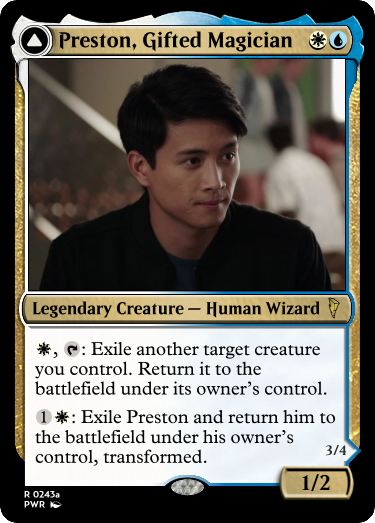 Preston, Gifted Magician
Legendary Creature — Human Wizard
, : Exile another target creature
you control. Return it to the
battlefield under its owner's control.
1 : Exile Preston and return him to
the battlefield under his owner's
control, transformed.
3/4
1/2
R 0243a
PWR